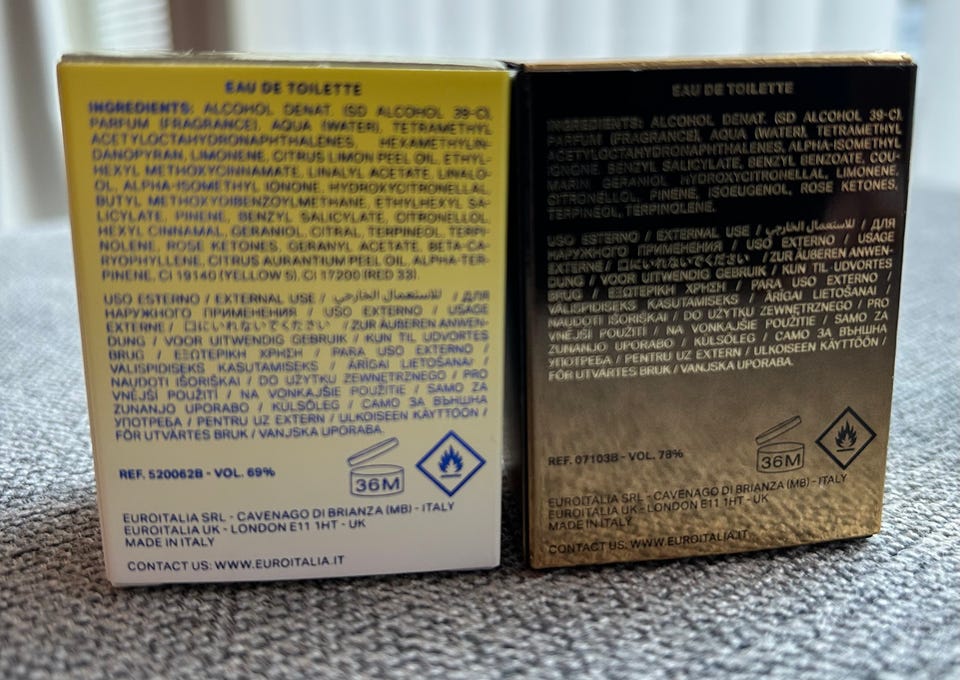 EAU DE TOILETTE
INGREDIENTS: ALCOHOL DENAT. (SD ALCOHOL 39-C),
PARFUM (FRAGRANCE), AQUA (WATER), TETRAMETHYL
ACETYLOCTAHYDRONAPHTHALENES, HEXAMETHYLIN-
DANOPYRAN, LIMONENE, CITRUS LIMON PEEL OIL, ETHYL-
HEXYL METHOXYCINNAMATE, LINALYL ACETATE, LINALO-
OL, ALPHA-ISOMETHYL IONONE, HYDROXYCITRONELLAL,
BUTYL METHOXYDIBENZOYLMETHANE, ETHYLHEXYL SA-
LICYLATE, PINENE, BENZYL SALICYLATE, CITRONELLOL,
HEXYL CINNAMAL, GERANIOL, CITRAL, TERPINEOL, TERPI-
NOLENE, ROSE KETONES, GERANYL ACETATE, BETA-CA-
RYOPHYLLENE, CITRUS AURANTIUM PEEL OIL, ALPHA-TER-
PINENE, CI 19140 (YELLOW 5), CI 17200 (RED 33).
USO ESTERNO / EXTERNAL USE / للاستعمال الخارجي / ДЛЯ
НАРУЖНОГО ПРИМЕНЕНИЯ / USO EXTERNO / USAGE
EXTERNE / 口にいれないでください / ZUR ÄUßEREN ANWEN-
DUNG / VOOR UITWENDIG GEBRUIK / KUN TIL UDVORTES
BRUG / ΕΞΩΤΕΡΙΚΗ ΧΡΗΣΗ / PARA USO EXTERNO /
VÄLISPIDISEKS KASUTAMISEKS / ĀRĪGAI LIETOŠANAI /
NAUDOTI IŠORIŠKAI / DO UŻYTKU ZEWNĘTRZNEGO / PRO
VNĚJŠÍ POUŽITÍ / NA VONKAJŠIE POUŽITIE / SAMO ZA
ZUNANJO UPORABO / KÜLSŐLEG / САМО ЗА ВЪНШНА
УПОТРЕБА / PENTRU UZ EXTERN / ULKOISEEN KÄYTTÖÖN /
FÖR UTVÄRTES BRUK / VANJSKA UPORABA.
REF. 520062B - VOL. 69%
36M
EUROITALIA SRL - CAVENAGO DI BRIANZA (MB) - ITALY
EUROITALIA UK - LONDON E11 1HT - UK
MADE IN ITALY
CONTACT US: WWW.EUROITALIA.IT
EAU DE TOILETTE
INGREDIENTS: ALCOHOL DENAT. (SD ALCOHOL 39-C),
PARFUM (FRAGRANCE), AQUA (WATER), TETRAMETHYL
ACETYLOCTAHYDRONAPHTHALENES, ALPHA-ISOMETHYL
IONONE, BENZYL SALICYLATE, BENZYL BENZOATE, COU-
MARIN, GERANIOL, HYDROXYCITRONELLAL, LIMONENE,
CITRONELLOL, PINENE, ISOEUGENOL, ROSE KETONES,
TERPINEOL, TERPINOLENE.
USO ESTERNO / EXTERNAL USE / للاستعمال الخارجي / ДЛЯ
НАРУЖНОГО ПРИМЕНЕНИЯ / USO EXTERNO / USAGE
EXTERNE / 口にいれないでください / ZUR ÄUßEREN ANWEN-
DUNG / VOOR UITWENDIG GEBRUIK / KUN TIL UDVORTES
BRUG / ΕΞΩΤΕΡΙΚΗ ΧΡΗΣΗ / PARA USO EXTERNO /
VÄLISPIDISEKS KASUTAMISEKS / ĀRĪGAI LIETOŠANAI /
NAUDOTI IŠORIŠKAI / DO UŻYTKU ZEWNĘTRZNEGO / PRO
VNĚJŠÍ POUŽITÍ / NA VONKAJŠIE POUŽITIE / SAMO ZA
ZUNANJO UPORABO / KÜLSŐLEG / САМО ЗА ВЪНШНА
УПОТРЕБА / PENTRU UZ EXTERN / ULKOISEEN KÄYTTÖÖN /
FÖR UTVÄRTES BRUK / VANJSKA UPORABA.
REF. 07103B - VOL. 78%
36M
EUROITALIA SRL - CAVENAGO DI BRIANZA (MB) - ITALY
EUROITALIA UK - LONDON E11 1HT - UK
MADE IN ITALY
CONTACT US: WWW.EUROITALIA.IT